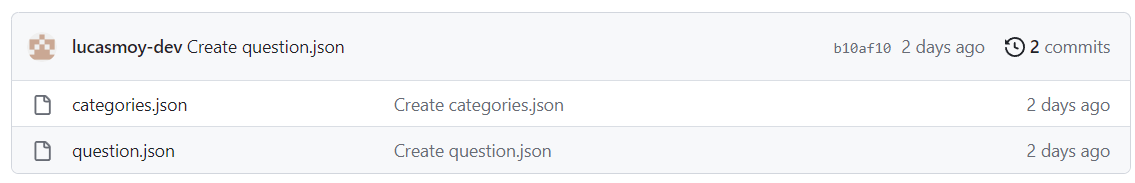 lucasmoy-dev Create question.json b10af10 2 days ago 2 commits
categories.json Create categories.json 2 days ago
question.json Create question.json 2 days ago